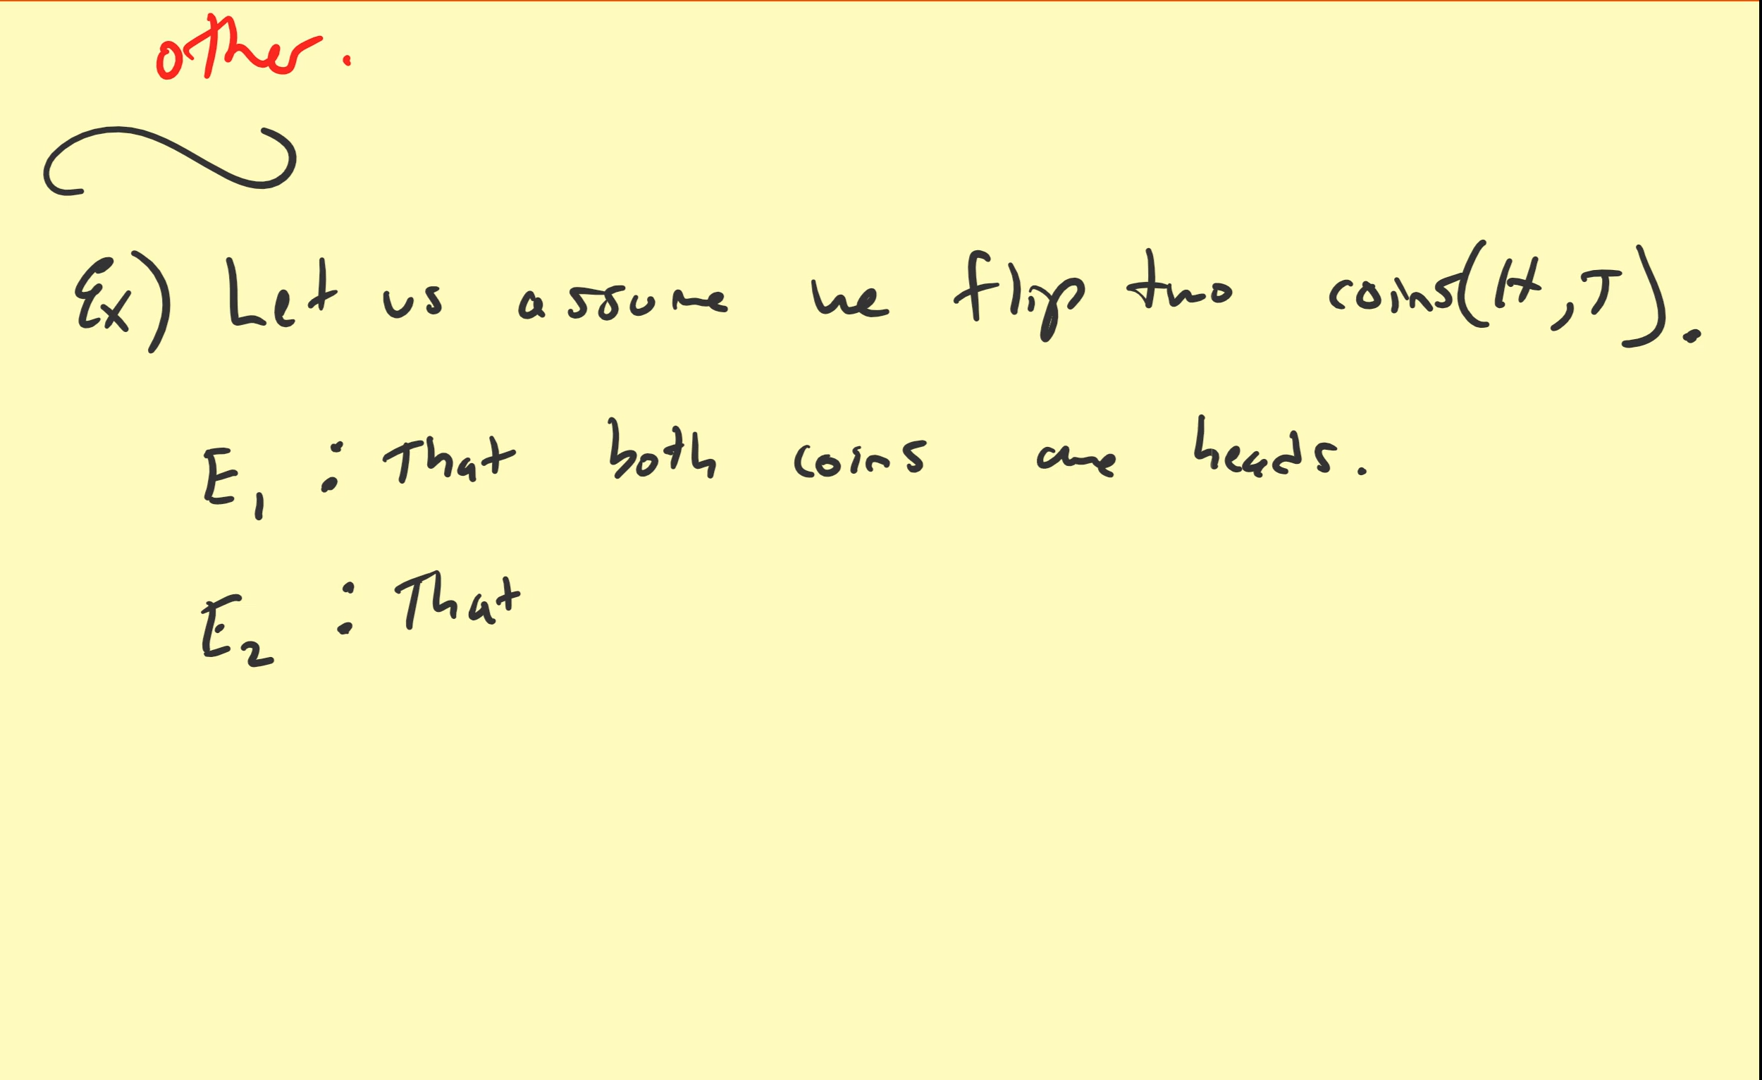 other.
Ex) Let us assume we flip two coins(H,T).
E₁ : That both coins are heads.
E₂ : That